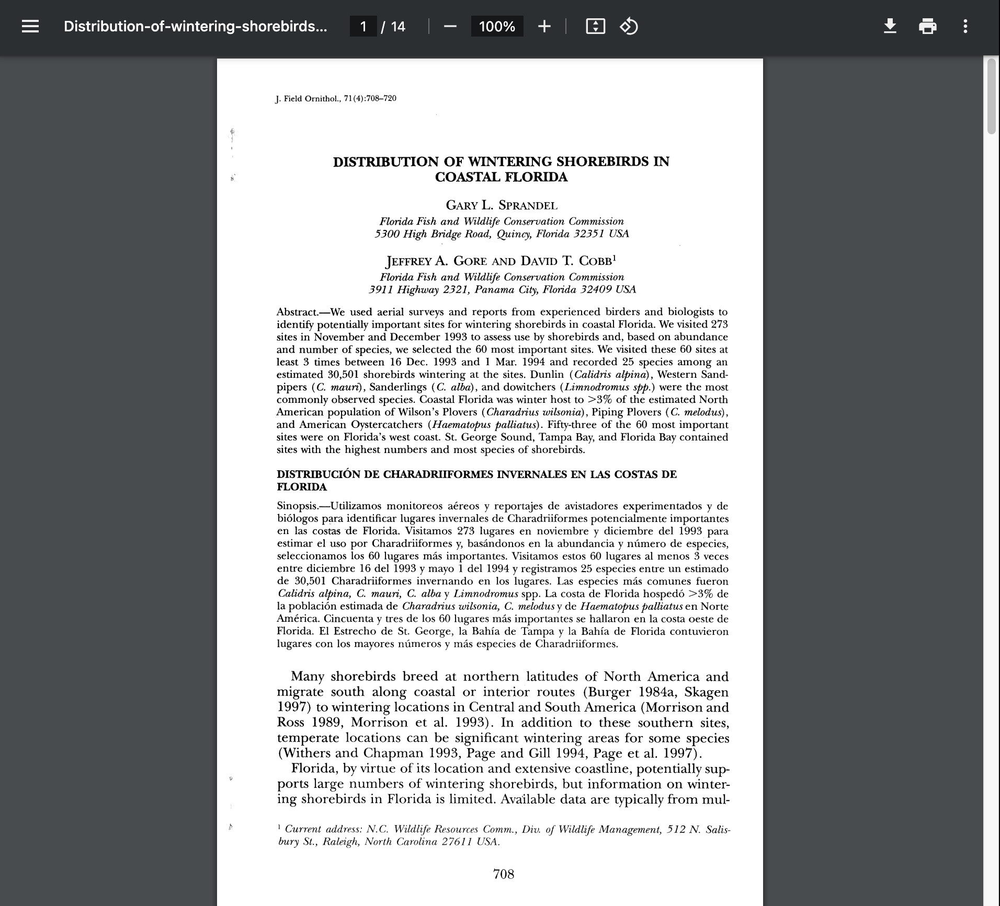 Distribution-of-wintering-shorebirds... 1 / 14 100%
J. Field Ornithol., 71(4):708–720
DISTRIBUTION OF WINTERING SHOREBIRDS IN
COASTAL FLORIDA
GARY L. SPRANDEL
Florida Fish and Wildlife Conservation Commission
5300 High Bridge Road, Quincy, Florida 32351 USA
JEFFREY A. GORE AND DAVID T. COBB¹
Florida Fish and Wildlife Conservation Commission
3911 Highway 2321, Panama City, Florida 32409 USA
Abstract.—We used aerial surveys and reports from experienced birders and biologists to
identify potentially important sites for wintering shorebirds in coastal Florida. We visited 273
sites in November and December 1993 to assess use by shorebirds and, based on abundance
and number of species, we selected the 60 most important sites. We visited these 60 sites at
least 3 times between 16 Dec. 1993 and 1 Mar. 1994 and recorded 25 species among an
estimated 30,501 shorebirds wintering at the sites. Dunlin (Calidris alpina), Western Sand-
pipers (C. mauri), Sanderlings (C. alba), and dowitchers (Limnodromus spp.) were the most
commonly observed species. Coastal Florida was winter host to >3% of the estimated North
American population of Wilson's Plovers (Charadrius wilsonia), Piping Plovers (C. melodus),
and American Oystercatchers (Haematopus palliatus). Fifty-three of the 60 most important
sites were on Florida's west coast. St. George Sound, Tampa Bay, and Florida Bay contained
sites with the highest numbers and most species of shorebirds.
DISTRIBUCIÓN DE CHARADRIIFORMES INVERNALES EN LAS COSTAS DE
FLORIDA
Sinopsis.—Utilizamos monitoreos aéreos y reportajes de avistadores experimentados y de
biólogos para identificar lugares invernales de Charadriiformes potencialmente importantes
en las costas de Florida. Visitamos 273 lugares en noviembre y diciembre del 1993 para
estimar el uso por Charadriiformes y, basándonos en la abundancia y número de especies,
seleccionamos los 60 lugares más importantes. Visitamos estos 60 lugares al menos 3 veces
entre diciembre 16 del 1993 y mayo 1 del 1994 y registramos 25 especies entre un estimado
de 30,501 Charadriiformes invernando en los lugares. Las especies más comunes fueron
Calidris alpina, C. mauri, C. alba y Limnodromus spp. La costa de Florida hospedó >3% de
la población estimada de Charadrius wilsonia, C. melodus y de Haematopus palliatus en Norte
América. Cincuenta y tres de los 60 lugares más importantes se hallaron en la costa oeste de
Florida. El Estrecho de St. George, la Bahía de Tampa y la Bahía de Florida contuvieron
lugares con los mayores números y más especies de Charadriiformes.
Many shorebirds breed at northern latitudes of North America and
migrate south along coastal or interior routes (Burger 1984a, Skagen
1997) to wintering locations in Central and South America (Morrison and
Ross 1989, Morrison et al. 1993). In addition to these southern sites,
temperate locations can be significant wintering areas for some species
(Withers and Chapman 1993, Page and Gill 1994, Page et al. 1997).
Florida, by virtue of its location and extensive coastline, potentially sup-
ports large numbers of wintering shorebirds, but information on winter-
ing shorebirds in Florida is limited. Available data are typically from mul-
¹ Current address: N.C. Wildlife Resources Comm., Div. of Wildlife Management, 512 N. Salis-
bury St., Raleigh, North Carolina 27611 USA.
708